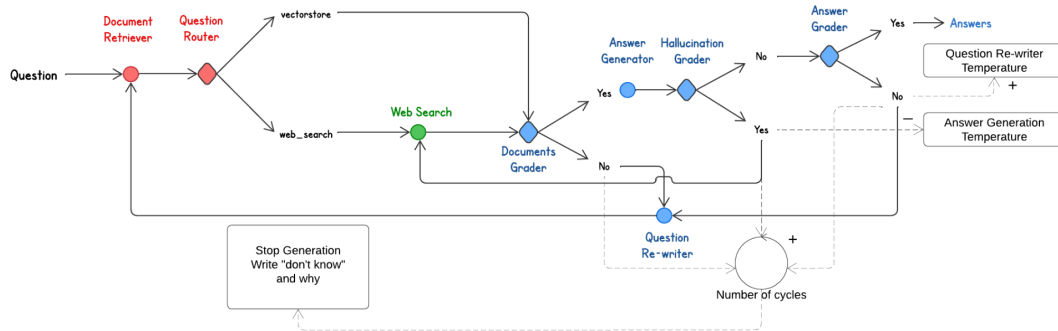 Document
Retriever
Question
Router
vectorstore
Question
web_search
Web Search
Documents
Grader
Yes
No
Answer
Generator
Hallucination
Grader
No
Yes
Answer
Grader
Yes
Answers
No
Question Re-writer
Temperature
+
−
Answer Generation
Temperature
Question
Re-writer
Stop Generation
Write "don't know"
and why
+
Number of cycles